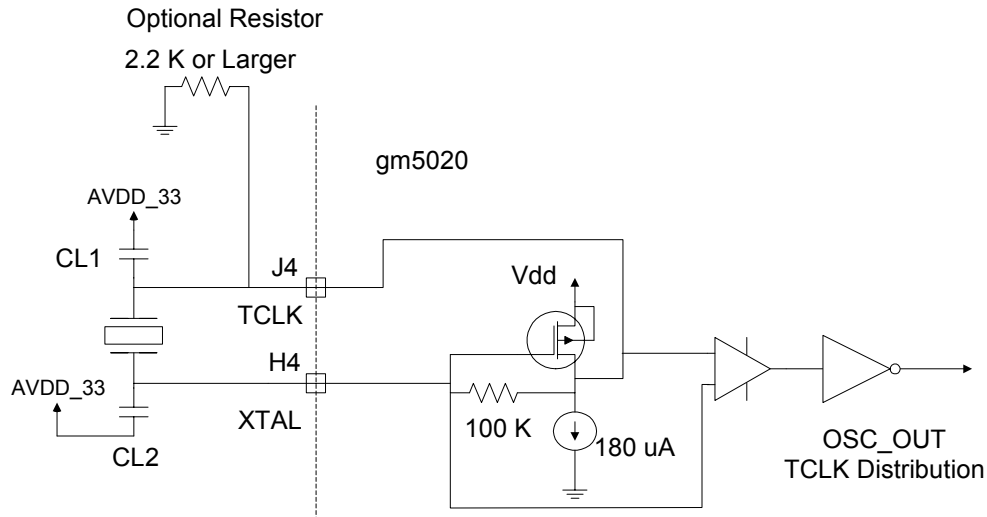 Optional Resistor
2.2 K or Larger
gm5020
AVDD_33
CL1
J4
TCLK
Vdd
H4
AVDD_33
XTAL
CL2
100 K
180 uA
OSC_OUT
TCLK Distribution